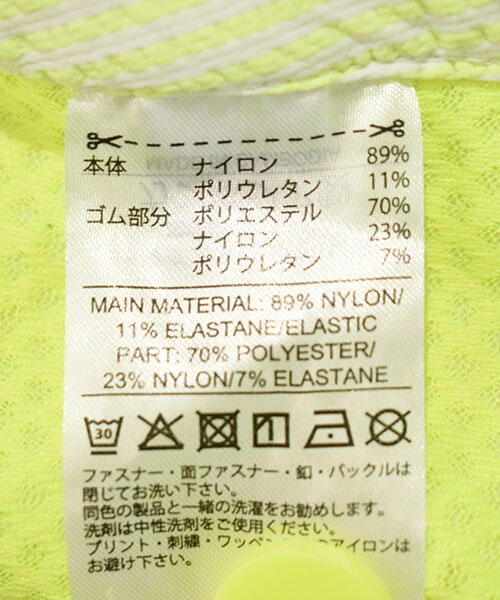 本体 ナイロン 89%
ポリウレタン 11%
ゴム部分 ポリエステル 70%
ナイロン 23%
ポリウレタン 7%
MAIN MATERIAL: 89% NYLON/
11% ELASTANE/ELASTIC
PART: 70% POLYESTER/
23% NYLON/7% ELASTANE
30
ファスナー・面ファスナー・釦・バックルは
閉じてお洗い下さい。
同色の製品と一緒の洗濯をお勧めします。
洗剤は中性洗剤をご使用ください。
プリント・刺繍・ワッペン のアイロンは
お避け下さい。